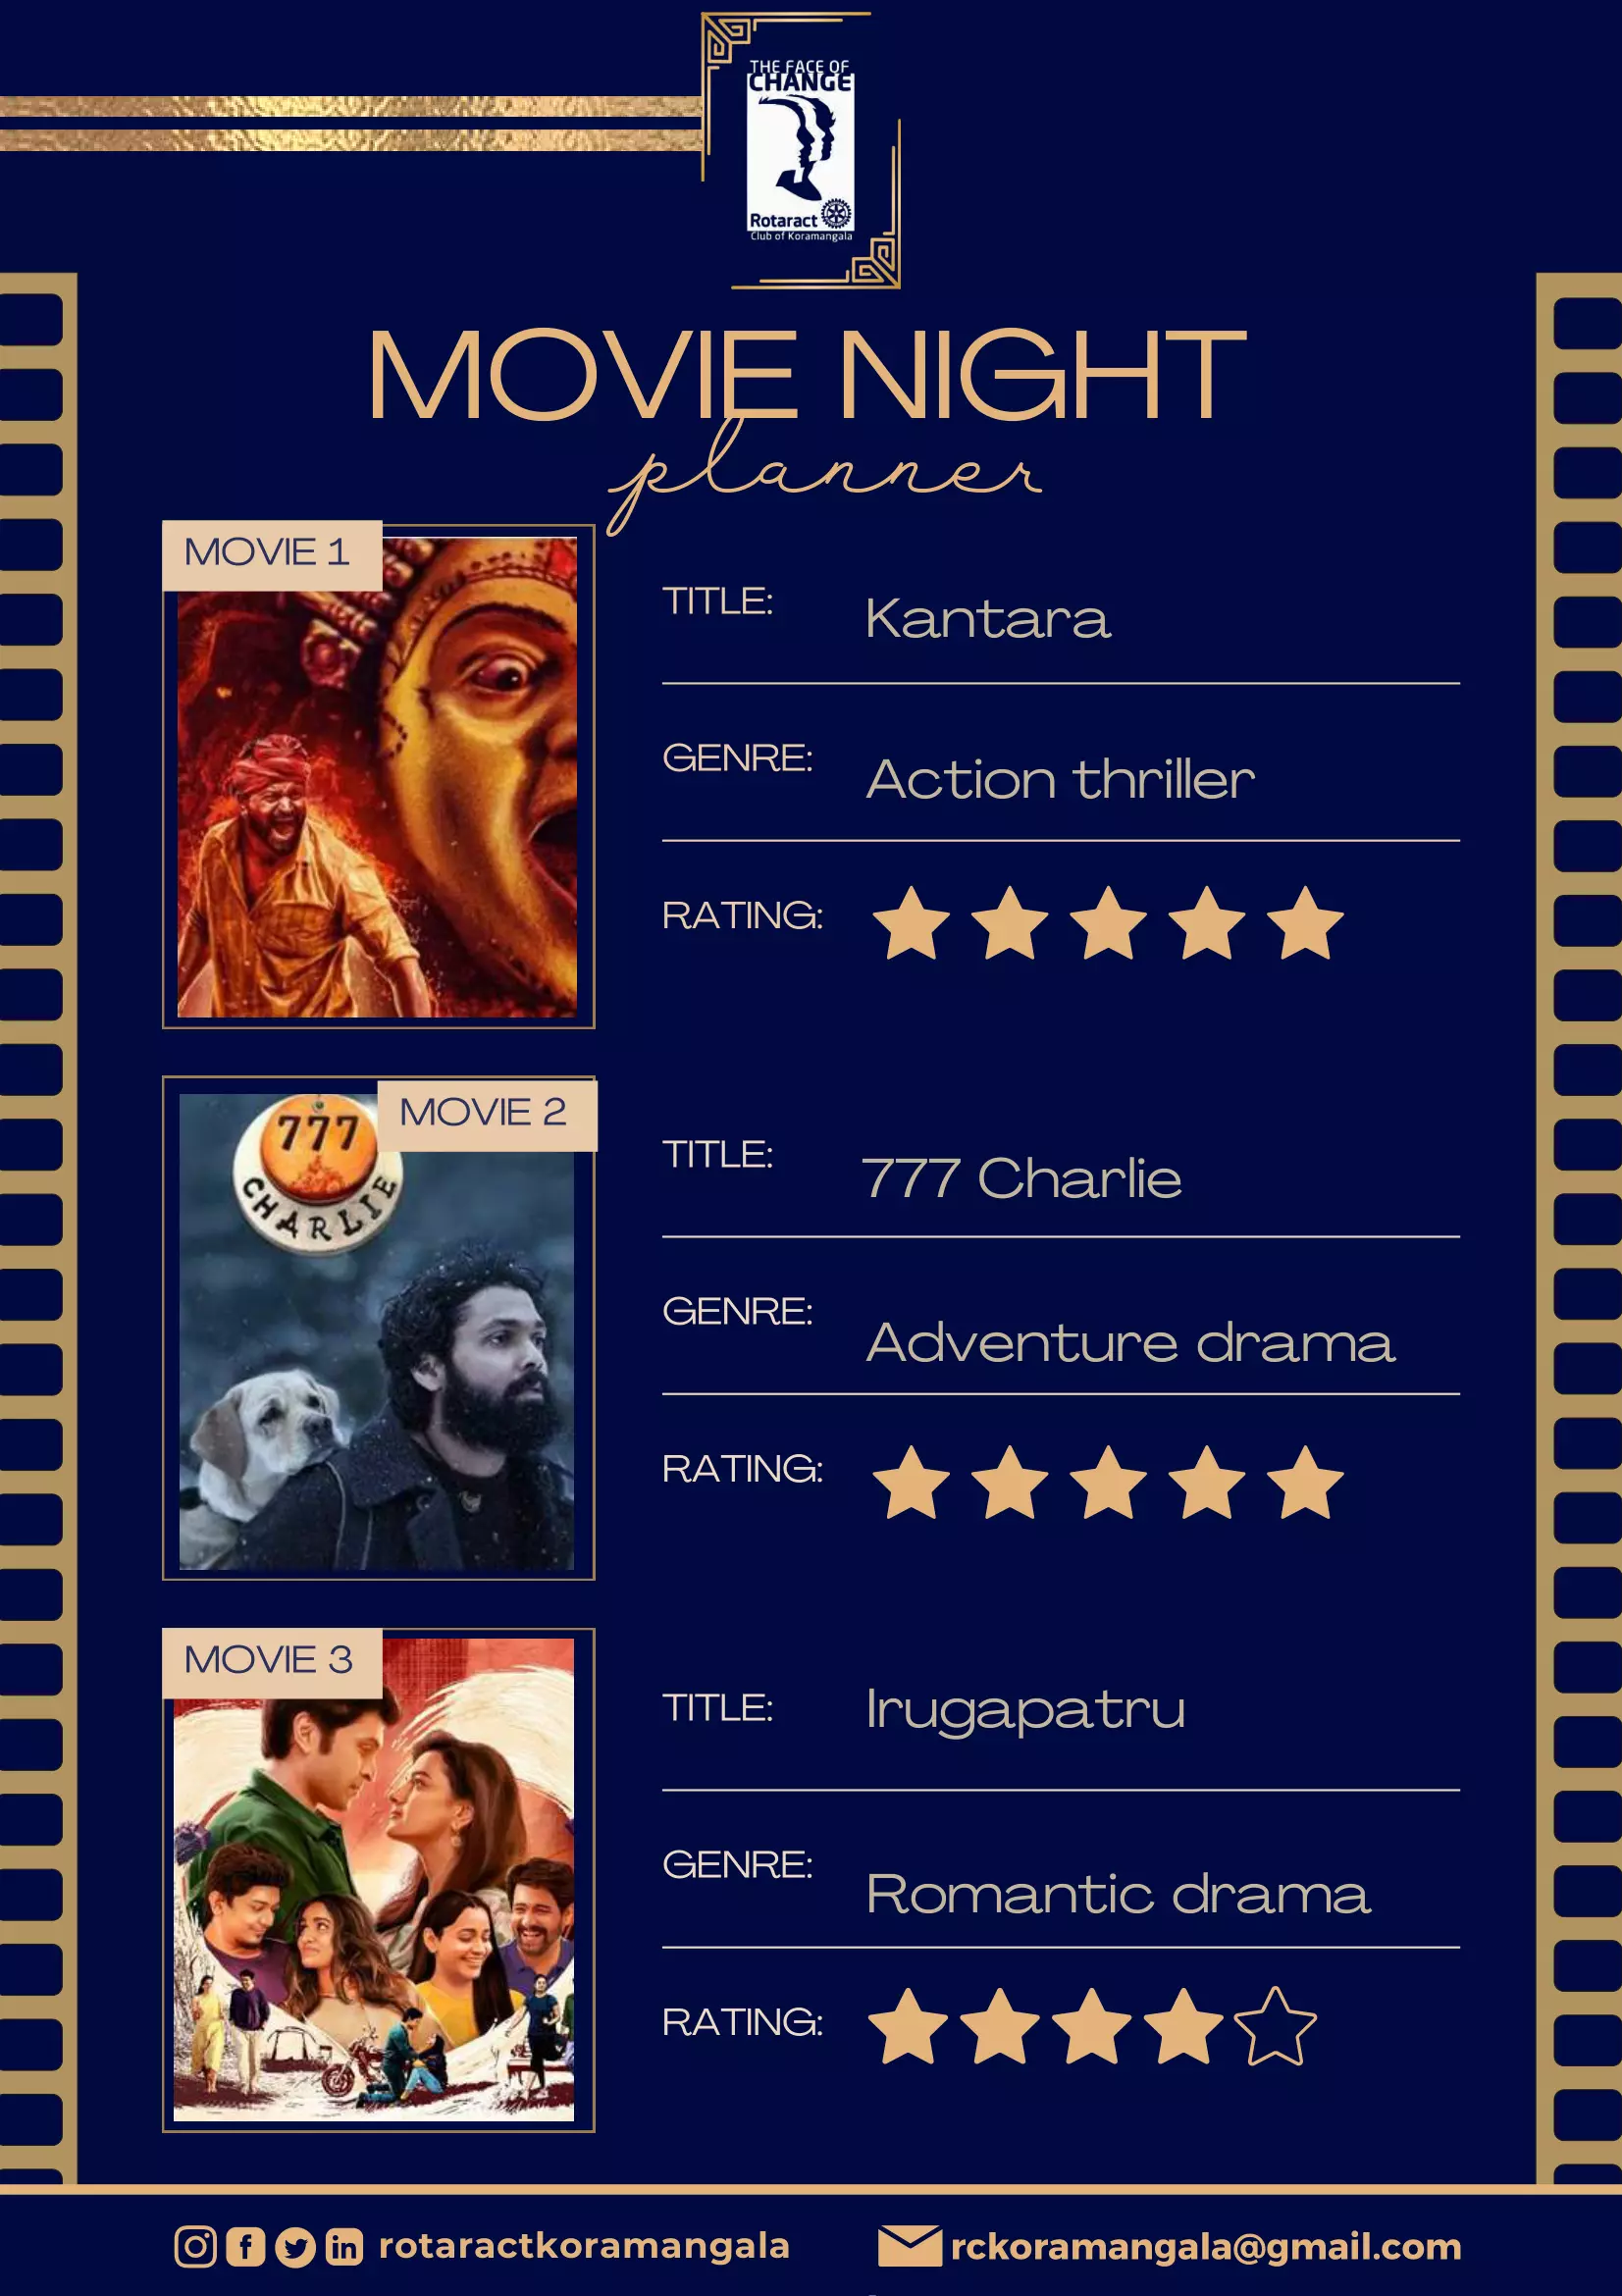 THE FACE OF
CHANGE
Rotaract
Club of Koramangala
MOVIE NIGHT
planner
MOVIE 1
TITLE: Kantara
GENRE: Action thriller
RATING:
777
CHARLIE
MOVIE 2
TITLE: 777 Charlie
GENRE: Adventure drama
RATING:
MOVIE 3
TITLE: Irugapatru
GENRE: Romantic drama
RATING:
rotaractkoramangala
rckoramangala@gmail.com